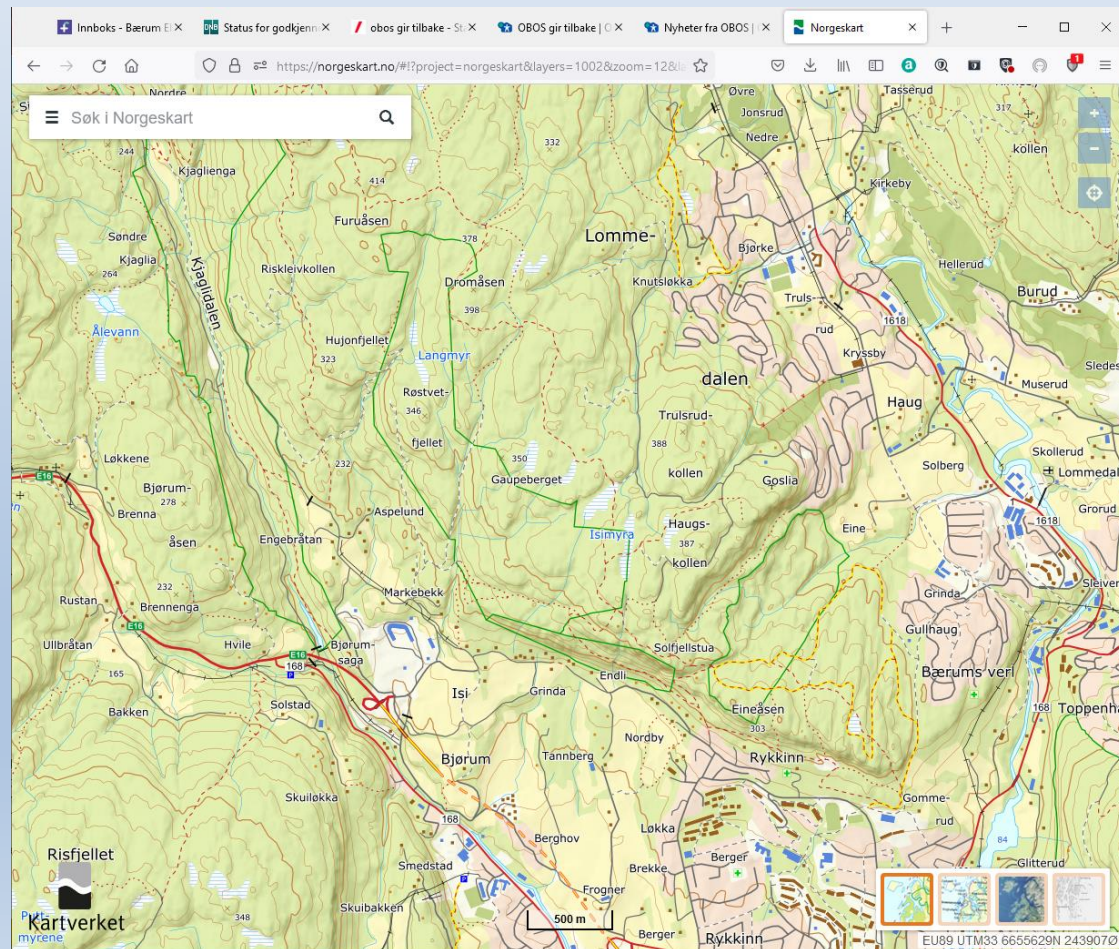 Innboks - Bærum El
Status for godkjenn
obos gir tilbake - St
OBOS gir tilbake | O
Nyheter fra OBOS |
Norgeskart
https://norgeskart.no/#!?project=norgeskart&layers=1002&zoom=12&l
a
1
Søk i Norgeskart
+
-
Nordre
Kjaglienga
244
414
332
Øvre
Jonsrud
Nedre
Tasserud
317
kollen
Kirkeby
Furuåsen
Søndre
Kjaglia
264
Kjaglidalen
Riskleivkollen
378
Dromåsen
398
Lomme-
Bjørke
Knutsløkka
Hellerud
Burud
Truls-
rud
1618
Ålevann
Hujonfjellet
323
Langmyr
Kryssby
Sledes
dalen
Muserud
Røstvet-
346
fjellet
Trulsrud-
388
kollen
Haug
Skollerud
Løkkene
E16
232
350
Gaupeberget
Goslia
Solberg
Lommedal
Bjørum-
278
åsen
Brenna
Aspelund
Grorud
Engebråtan
Isimyra
Haugs-
387
kollen
Eine
1618
232
Rustan
Brennenga
Markebekk
Grinda
Sleiver
E16
Ullbråtan
Hvile
E16
168
Bjørum-
saga
Solfjellstua
Gullhaug
165
Bærums verl
Endli
Bakken
Solstad
Isi
Grinda
Eineåsen
303
168
Toppenha
Bjørum
Tannberg
Nordby
Rykkinn
Skuiløkka
Gomme-
rud
168
Berghov
Løkka
84
Risfjellet
Smedstad
Brekke
Berger
Glitterud
Frogner
Kartverket
Skuibakken
500 m
myrene
348
Berger
Rykkinn
EU89 UTM33 6655629N 243907Ø